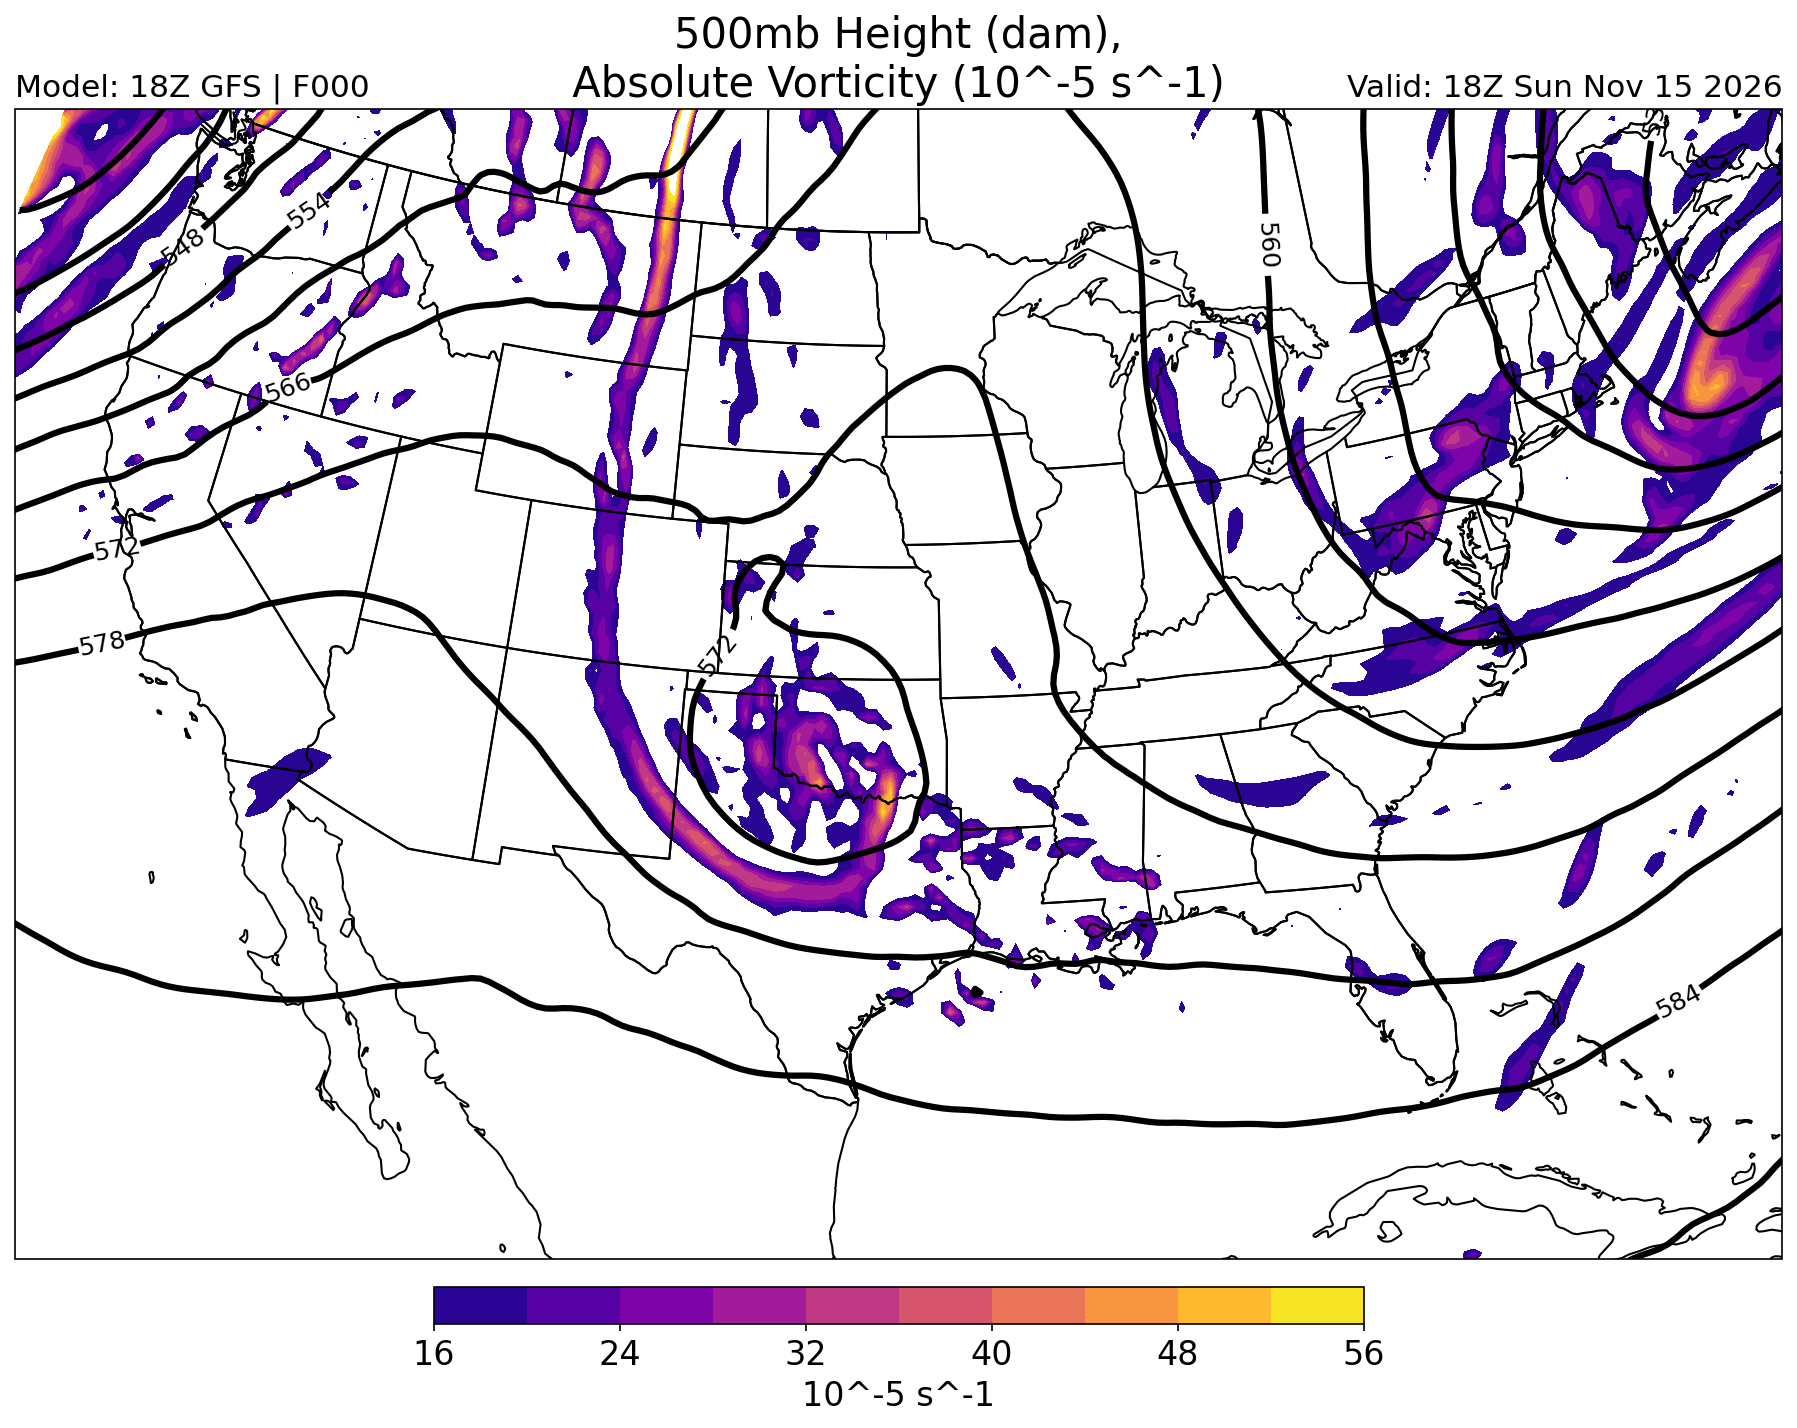 500mb Height (dam),
Model: 18Z GFS | F000
Absolute Vorticity (10^-5 s^-1)
Valid: 18Z Sun Nov 15 2026
554
548
560
566
572
578
572
584
16 24 32 40 48 56
10^-5 s^-1